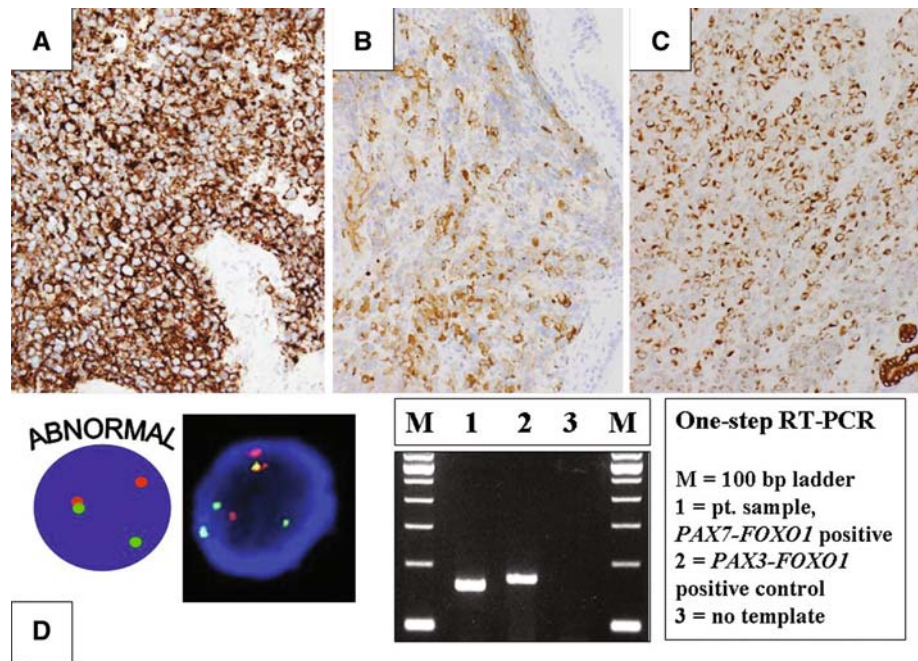 A
B
C
ABNORMAL
M 1 2 3 M
One-step RT-PCR
M = 100 bp ladder
1 = pt. sample,
PAX7-FOXO1 positive
2 = PAX3-FOXO1
positive control
3 = no template
D